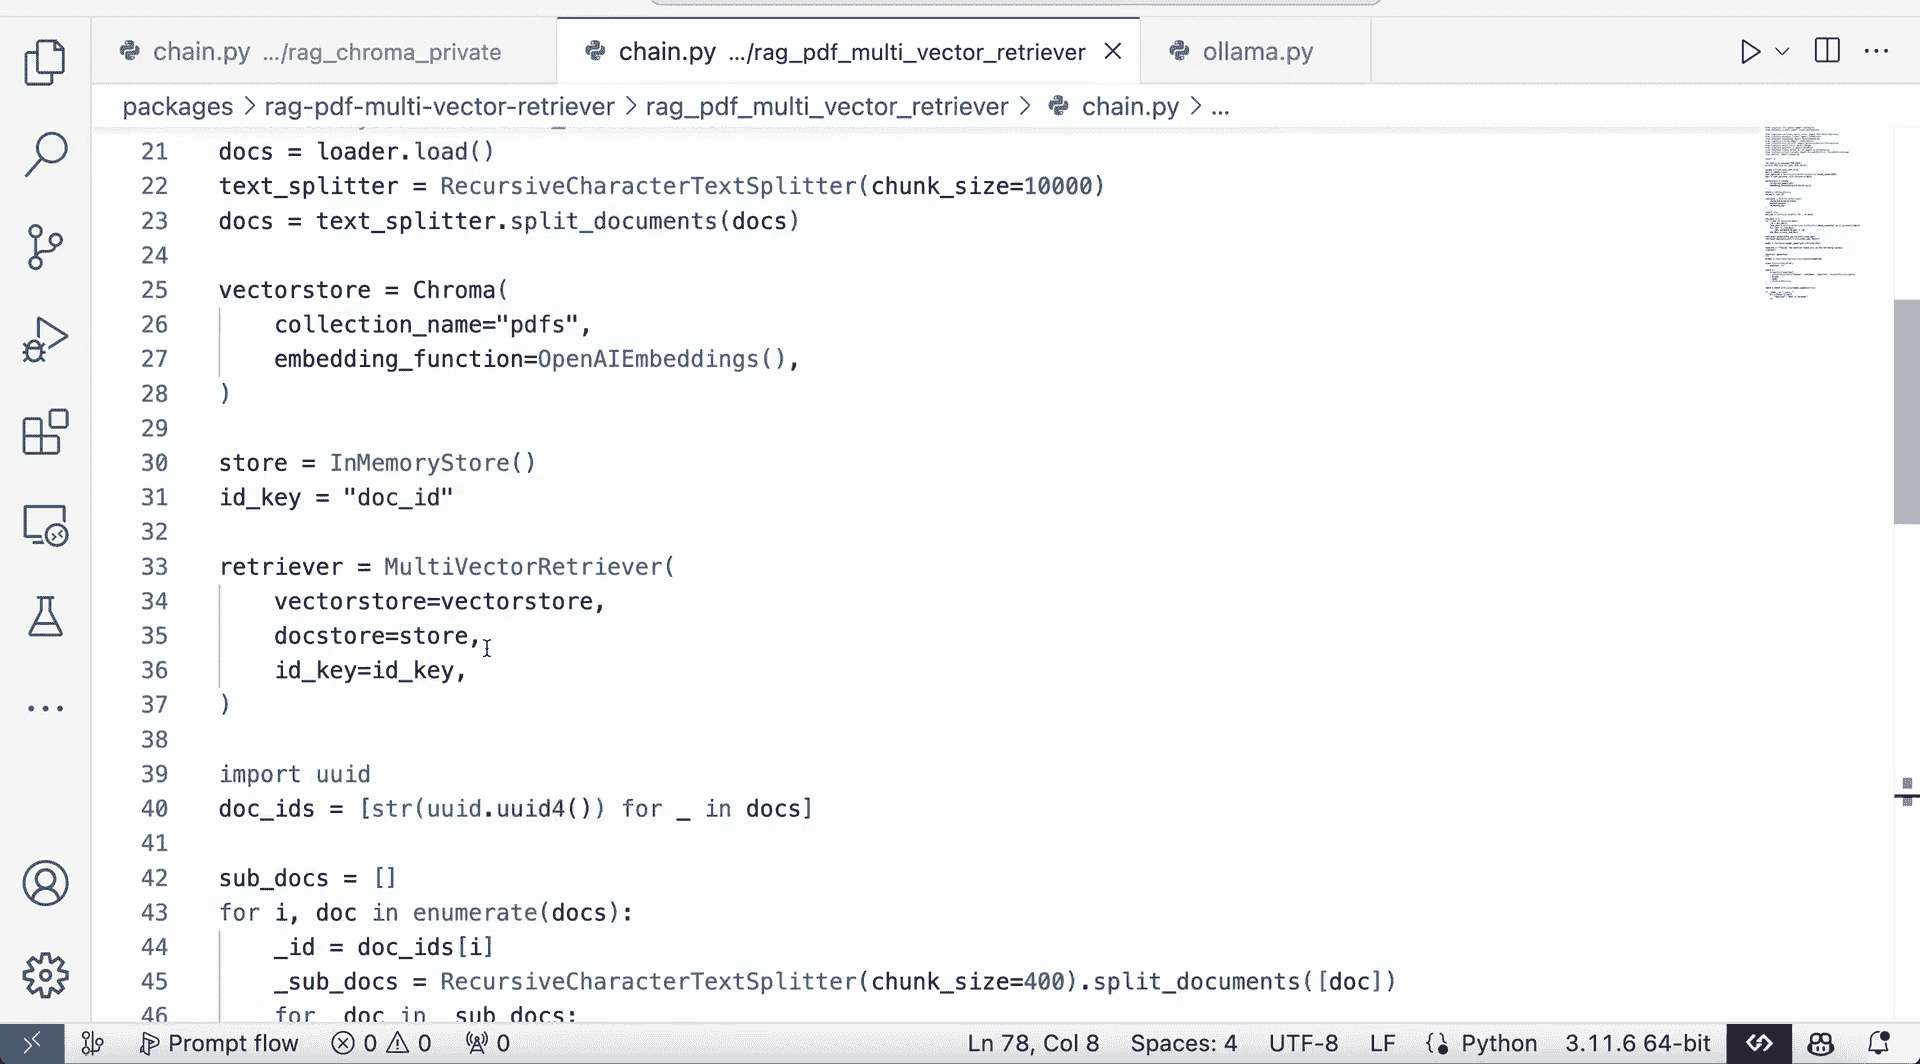 chain.py .../rag_chroma_private
chain.py .../rag_pdf_multi_vector_retriever
ollama.py
packages > rag-pdf-multi-vector-retriever > rag_pdf_multi_vector_retriever > chain.py > ...
21 docs = loader.load()
22 text_splitter = RecursiveCharacterTextSplitter(chunk_size=10000)
23 docs = text_splitter.split_documents(docs)
24
25 vectorstore = Chroma(
26     collection_name="pdfs",
27     embedding_function=OpenAIEmbeddings(),
28 )
29
30 store = InMemoryStore()
31 id_key = "doc_id"
32
33 retriever = MultiVectorRetriever(
34     vectorstore=vectorstore,
35     docstore=store,
36     id_key=id_key,
37 )
38
39 import uuid
40 doc_ids = [str(uuid.uuid4()) for _ in docs]
41
42 sub_docs = []
43 for i, doc in enumerate(docs):
44     _id = doc_ids[i]
45     _sub_docs = RecursiveCharacterTextSplitter(chunk_size=400).split_documents([doc])
46     for _doc in _sub_docs:
Prompt flow 0 0 0 Ln 78, Col 8 Spaces: 4 UTF-8 LF Python 3.11.6 64-bit